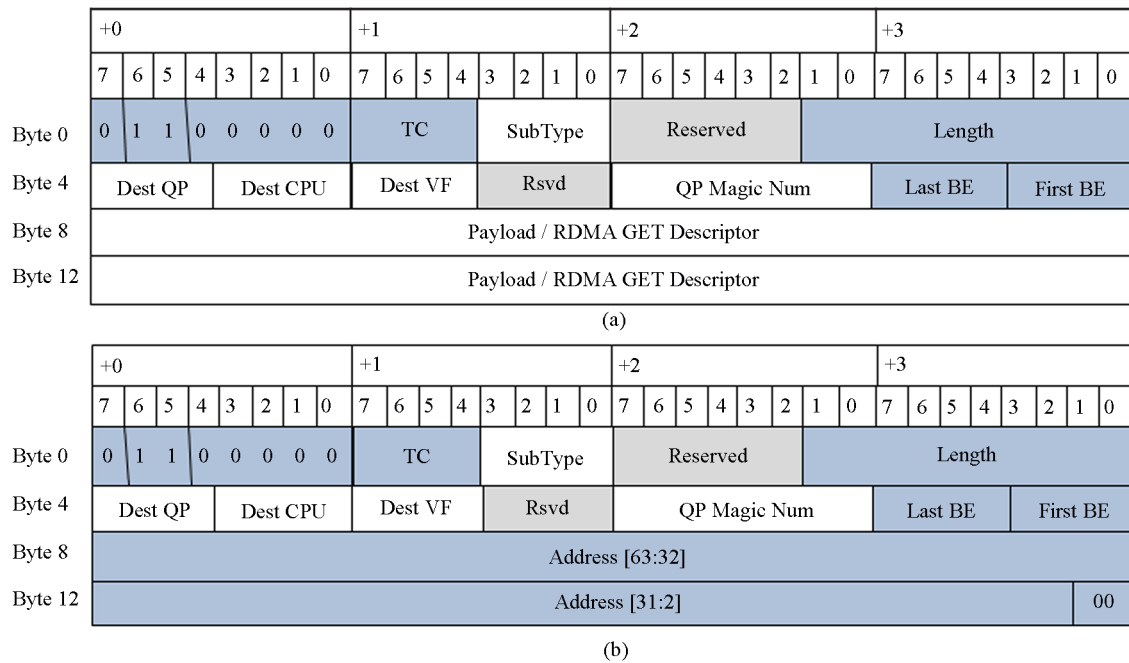 +0 +1 +2 +3
7 6 5 4 3 2 1 0 7 6 5 4 3 2 1 0 7 6 5 4 3 2 1 0 7 6 5 4 3 2 1 0
Byte 0 0 1 1 0 0 0 0 0 TC SubType Reserved Length
Byte 4 Dest QP Dest CPU Dest VF Rsvd QP Magic Num Last BE First BE
Byte 8 Payload / RDMA GET Descriptor
Byte 12 Payload / RDMA GET Descriptor
(a)
+0 +1 +2 +3
7 6 5 4 3 2 1 0 7 6 5 4 3 2 1 0 7 6 5 4 3 2 1 0 7 6 5 4 3 2 1 0
Byte 0 0 1 1 0 0 0 0 0 TC SubType Reserved Length
Byte 4 Dest QP Dest CPU Dest VF Rsvd QP Magic Num Last BE First BE
Byte 8 Address [63:32]
Byte 12 Address [31:2] 00
(b)